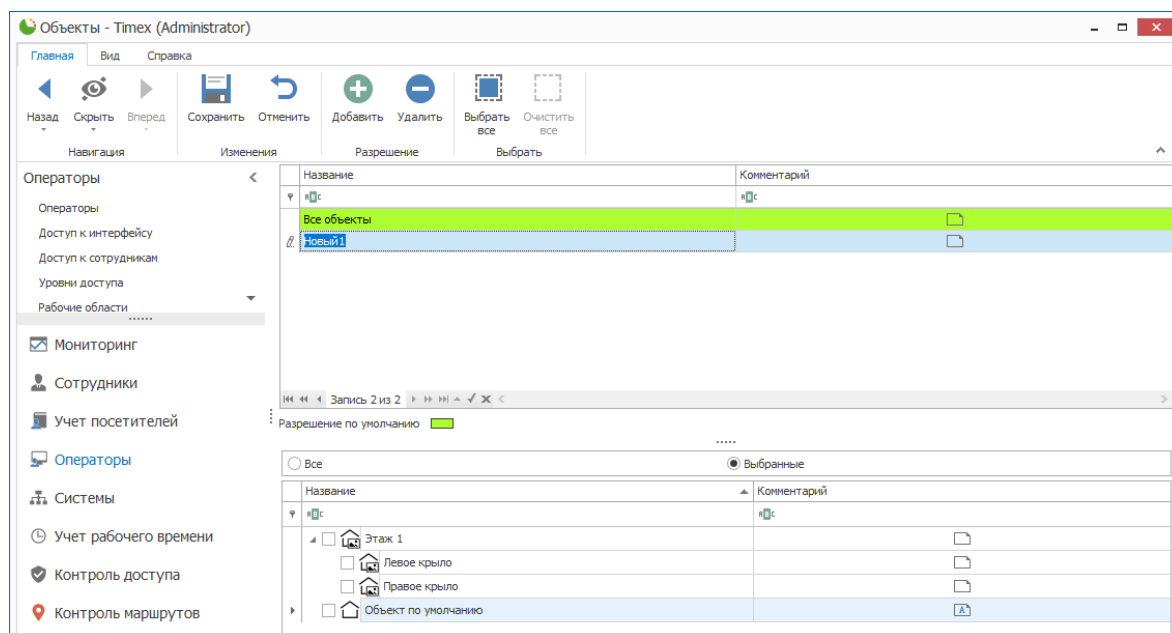 Объекты - Timex (Administrator)
Главная Вид Справка
Назад Скрыть Вперед Сохранить Отменить Добавить Удалить Выбрать все Очистить все
Навигация Изменения Разрешение Выбрать
Операторы
Операторы
Доступ к интерфейсу
Доступ к сотрудникам
Уровни доступа
Рабочие области
Мониторинг
Сотрудники
Учет посетителей
Операторы
Системы
Учет рабочего времени
Контроль доступа
Контроль маршрутов
Название Комментарий
Все объекты
Новый1
Запись 2 из 2
Разрешение по умолчанию
Все Выбранные
Название Комментарий
Этаж 1
Левое крыло
Правое крыло
Объект по умолчанию